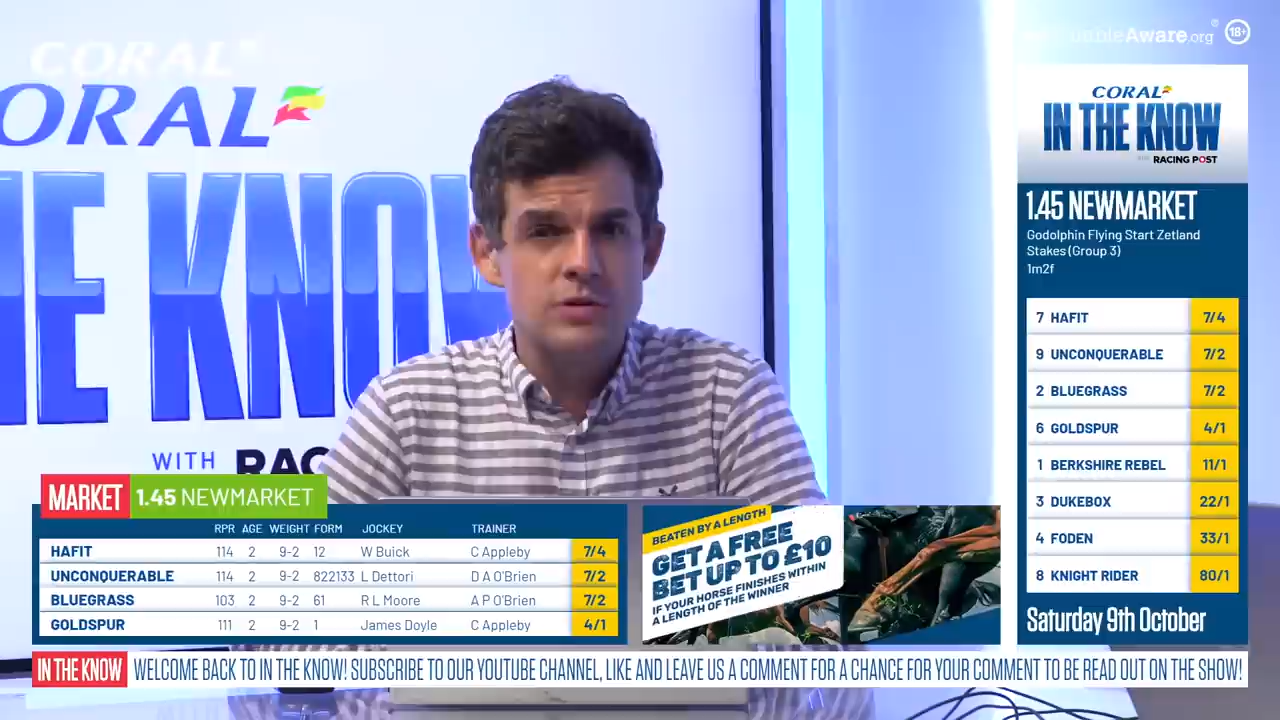 CORAL
CORAL
THE KNOW
WITH RAC
bleAware.org
18+
CORAL
IN THE KNOW
WITH RACING POST
1.45 NEWMARKET
Godolphin Flying Start Zetland
Stakes (Group 3)
1m2f
7 HAFIT 7/4
9 UNCONQUERABLE 7/2
2 BLUEGRASS 7/2
6 GOLDSPUR 4/1
1 BERKSHIRE REBEL 11/1
3 DUKEBOX 22/1
4 FODEN 33/1
8 KNIGHT RIDER 80/1
Saturday 9th October
MARKET 1.45 NEWMARKET
RPR AGE WEIGHT FORM JOCKEY TRAINER
HAFIT 114 2 9-2 12 W Buick C Appleby 7/4
UNCONQUERABLE 114 2 9-2 822133 L Dettori D A O'Brien 7/2
BLUEGRASS 103 2 9-2 61 R L Moore A P O'Brien 7/2
GOLDSPUR 111 2 9-2 1 James Doyle C Appleby 4/1
BEATEN BY A LENGTH
GET A FREE
BET UP TO £10
IF YOUR HORSE FINISHES WITHIN
A LENGTH OF THE WINNER
IN THE KNOW WELCOME BACK TO IN THE KNOW! SUBSCRIBE TO OUR YOUTUBE CHANNEL, LIKE AND LEAVE US A COMMENT FOR A CHANCE FOR YOUR COMMENT TO BE READ OUT ON THE SHOW!